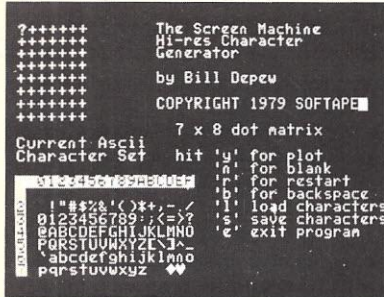 ?++++++
+++++++
+++++++
+++++++
+++++++
+++++++
+++++++
+++++++
The Screen Machine
Hi-res Character
Generator
by Bill Depew
COPYRIGHT 1979 SOFTAPE
7 x 8 dot matrix
Current Ascii
Character Set
hit 'y' for plot
'n' for blank
'r' for restart
'b' for backspace
'l' load characters
's' save characters
'e' exit program
0123456789ABCDEF
!"#$%&'()*+,-./
0123456789:;<=>?
@ABCDEFGHIJKLMNO
PQRSTUVWXYZ[\]^_
`abcdefghijklmno
pqrstuvwxyz